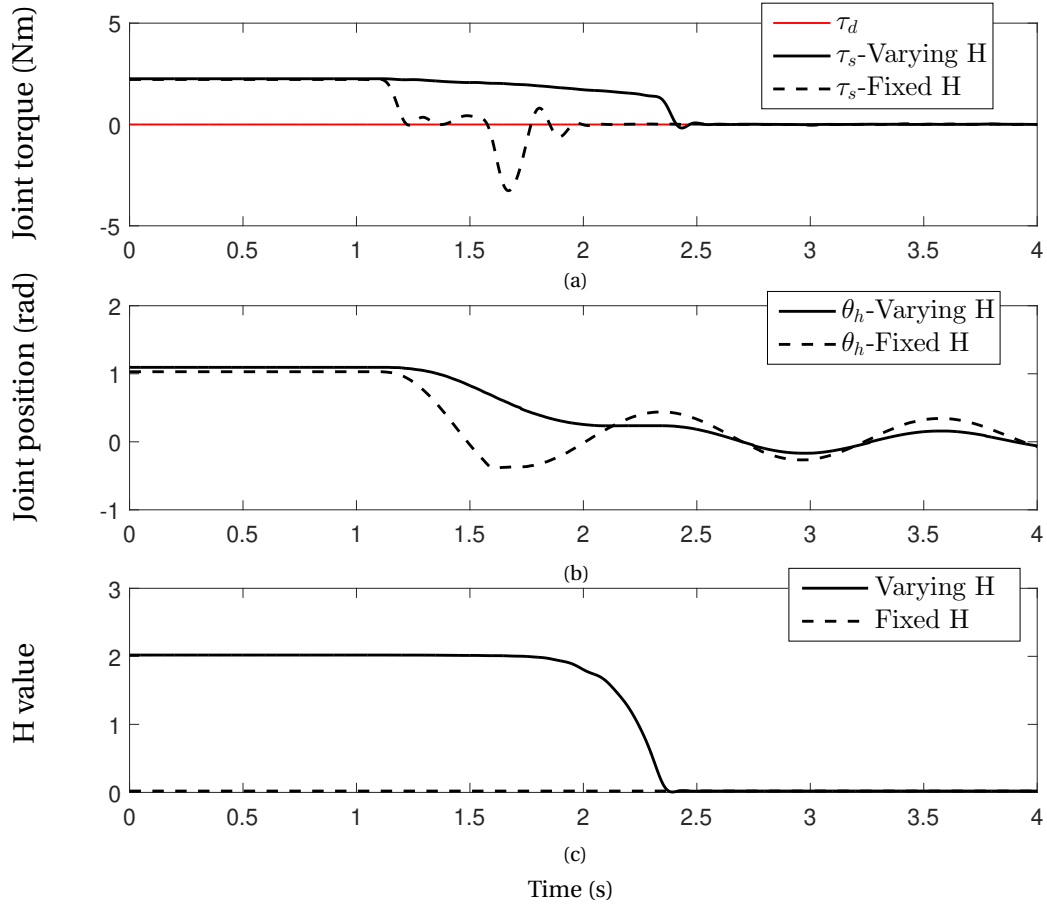 Joint torque (Nm)
5
0
-5
τ_d
τ_s-Varying H
τ_s-Fixed H
0 0.5 1 1.5 2 2.5 3 3.5 4
(a)
Joint position (rad)
2
1
0
-1
θ_h-Varying H
θ_h-Fixed H
0 0.5 1 1.5 2 2.5 3 3.5 4
(b)
H value
3
2
1
0
Varying H
Fixed H
0 0.5 1 1.5 2 2.5 3 3.5 4
(c)
Time (s)